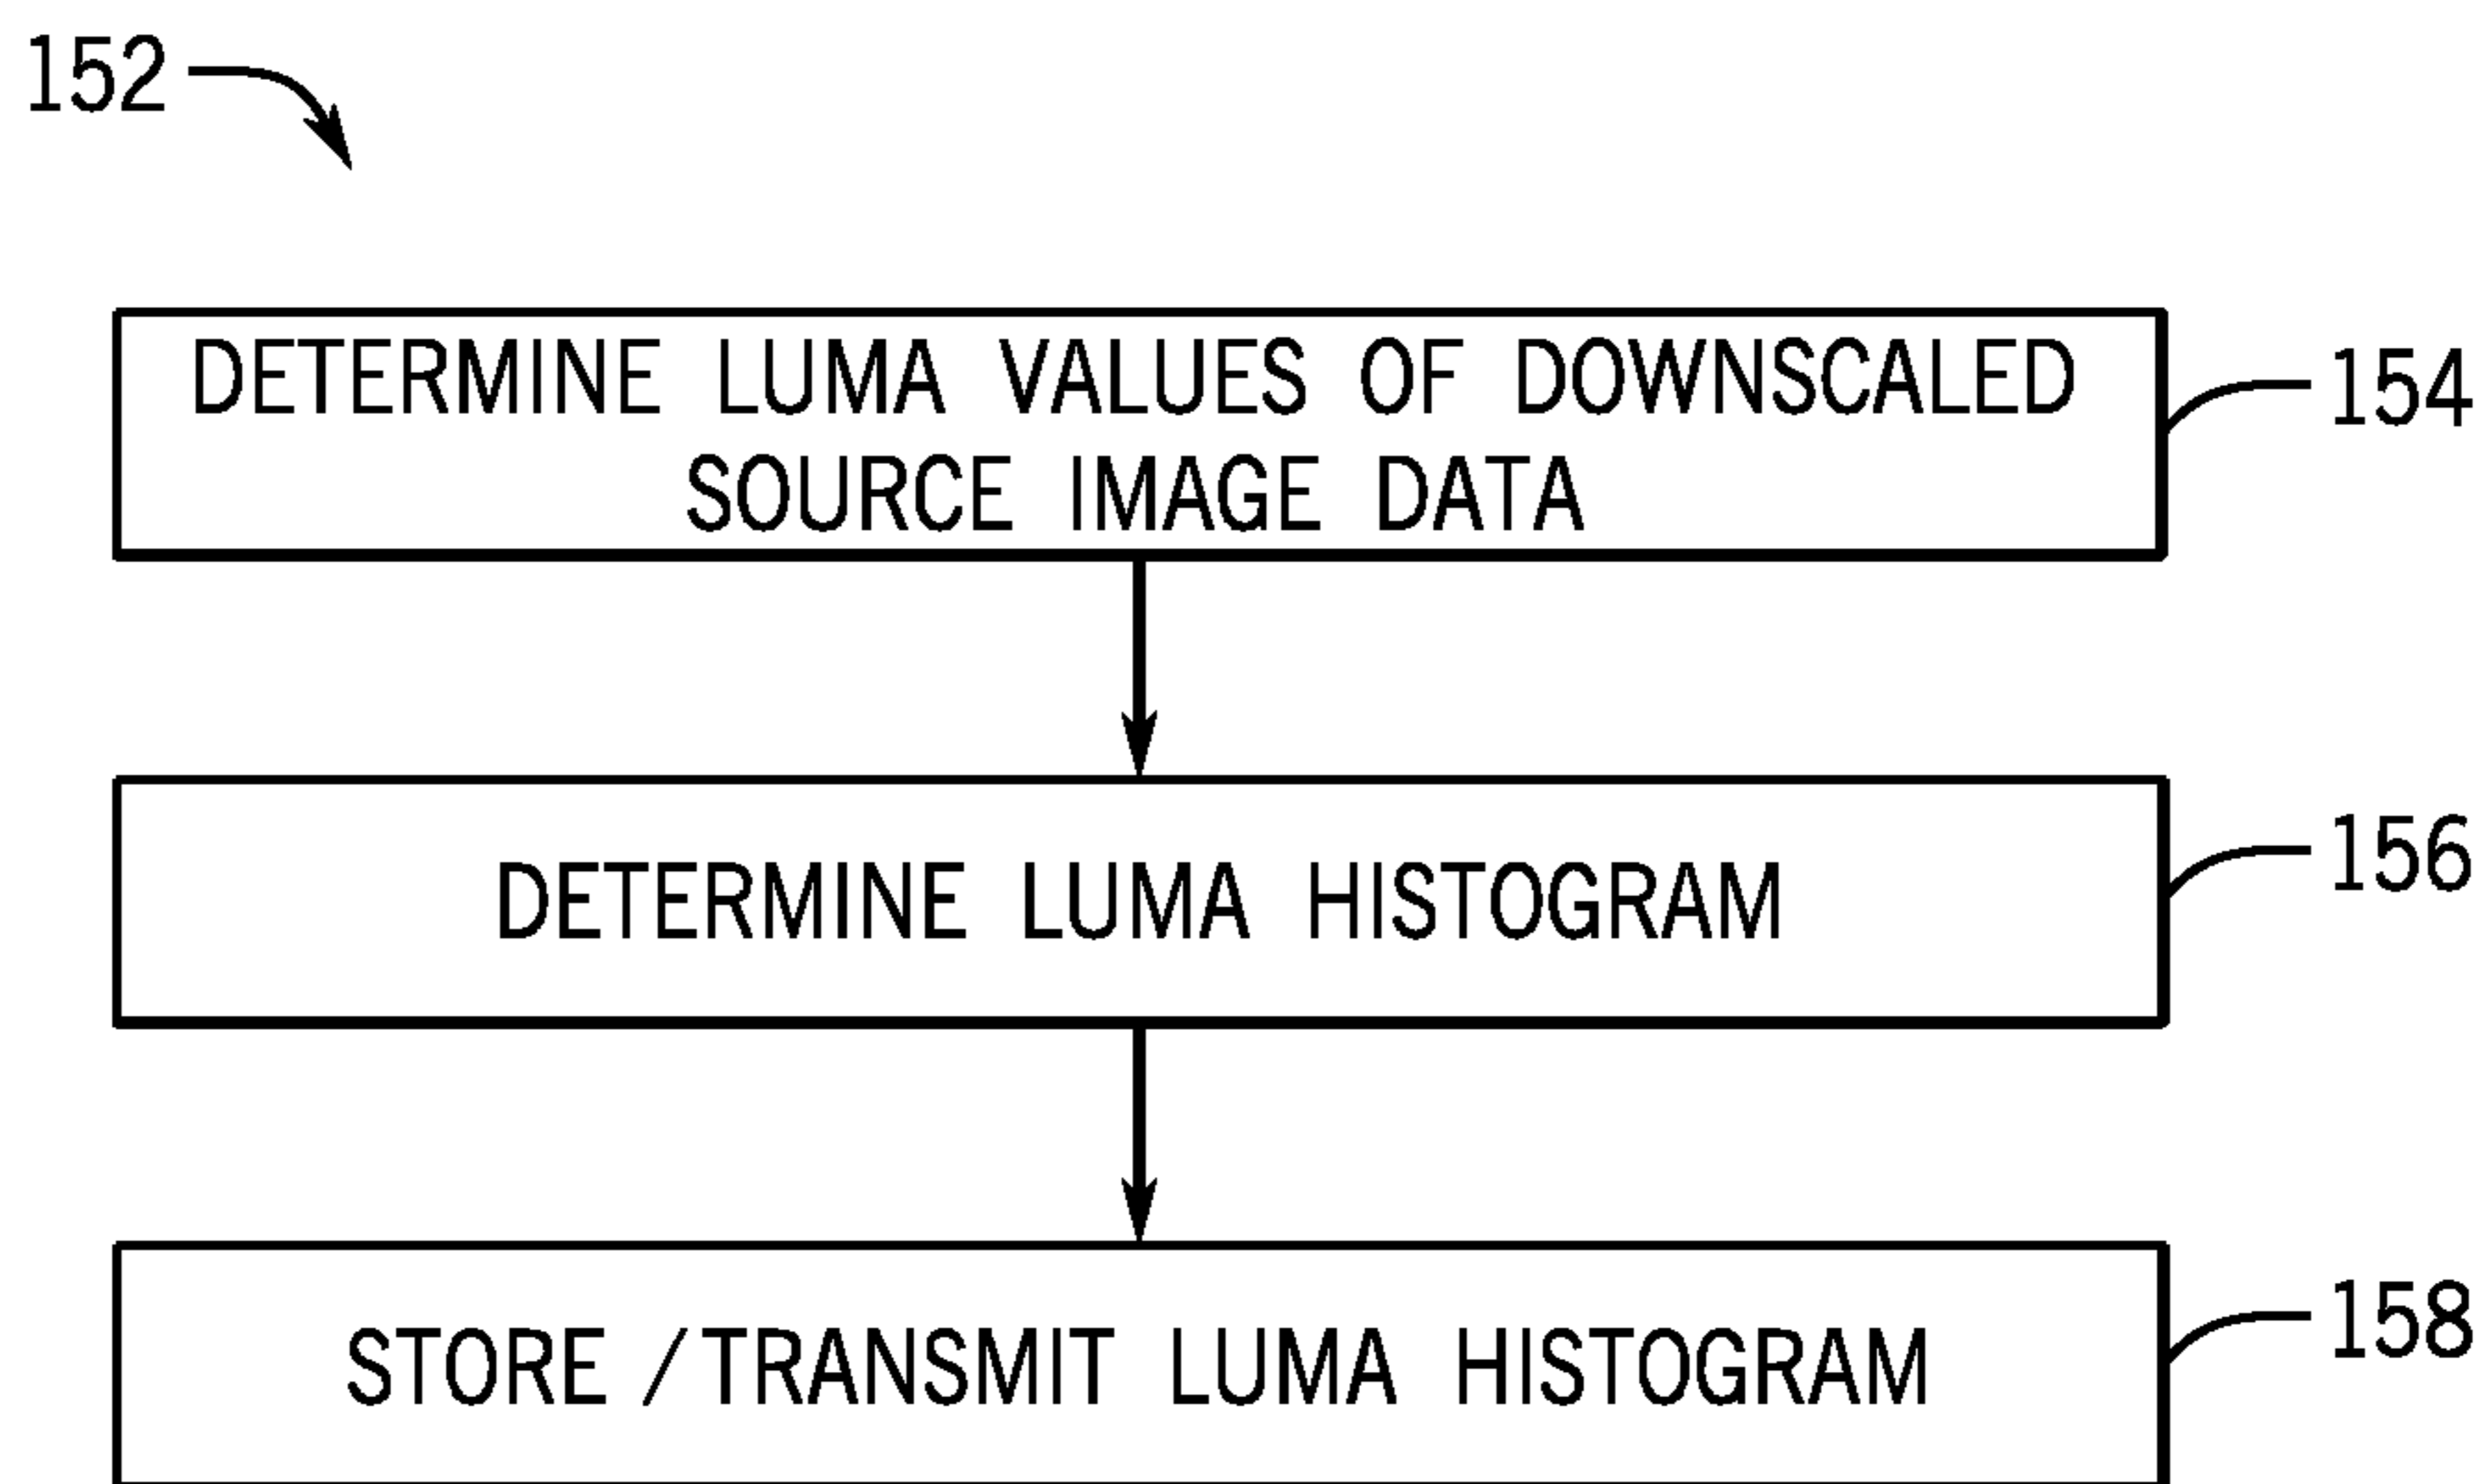 152
DETERMINE LUMA VALUES OF DOWNSCALED
SOURCE IMAGE DATA
154
DETERMINE LUMA HISTOGRAM
156
STORE/TRANSMIT LUMA HISTOGRAM
158